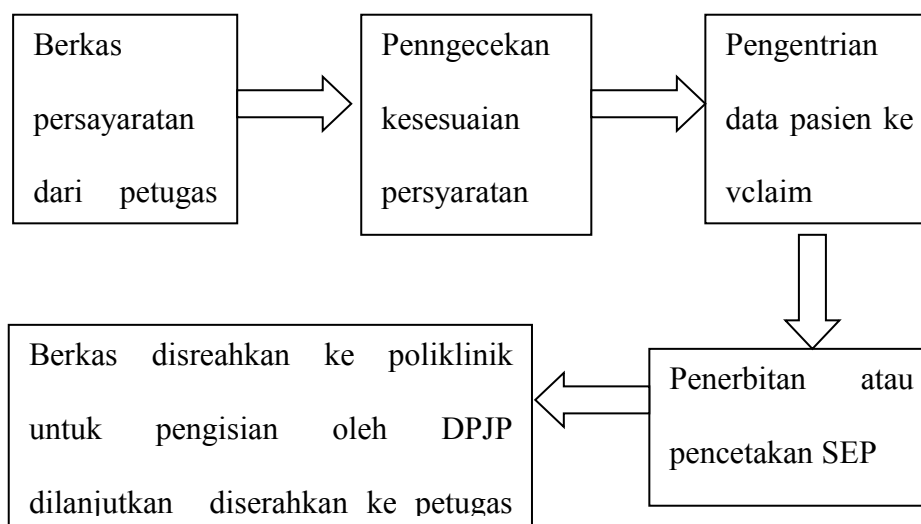 Berkas
persayaratan
dari petugas
Penngecekan
kesesuaian
persyaratan
Pengentrian
data pasien ke
vclaim
Penerbitan atau
pencetakan SEP
Berkas disreahkan ke poliklinik
untuk pengisian oleh DPJP
dilanjutkan diserahkan ke petugas